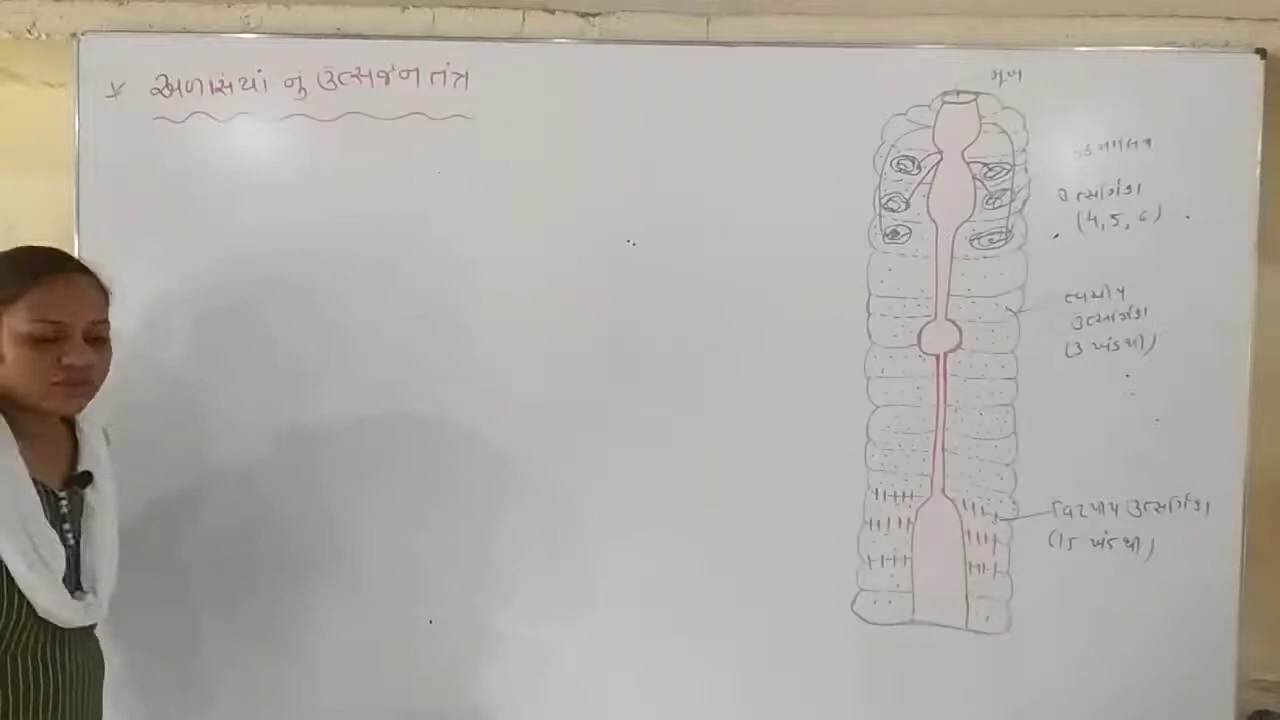 * અળસિયાં નું ઉત્સર્જન તંત્ર
મુખ
ઉત્સર્ગિકા
(4, 5, 6)
ત્વચીય
ઉત્સર્ગિકા
(3 ખંડથી)
વિટપીય ઉત્સર્ગિકા
(15 ખંડથી)